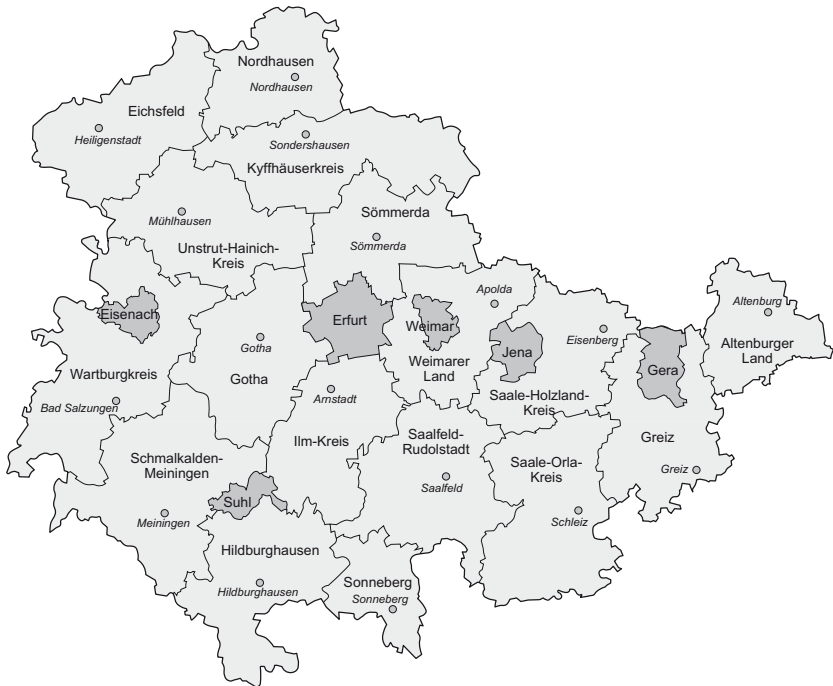 Nordhausen
Nordhausen
Eichsfeld
Heiligenstadt
Sondershausen
Kyffhäuserkreis
Mühlhausen
Unstrut-Hainich-
Kreis
Sömmerda
Sömmerda
Eisenach
Erfurt
Weimar
Apolda
Weimarer
Land
Jena
Eisenberg
Saale-Holzland-
Kreis
Gera
Altenburg
Altenburger
Land
Gotha
Gotha
Wartburgkreis
Bad Salzungen
Arnstadt
Ilm-Kreis
Schmalkalden-
Meiningen
Meiningen
Suhl
Saalfeld-
Rudolstadt
Saalfeld
Saale-Orla-
Kreis
Schleiz
Greiz
Greiz
Hildburghausen
Hildburghausen
Sonneberg
Sonneberg